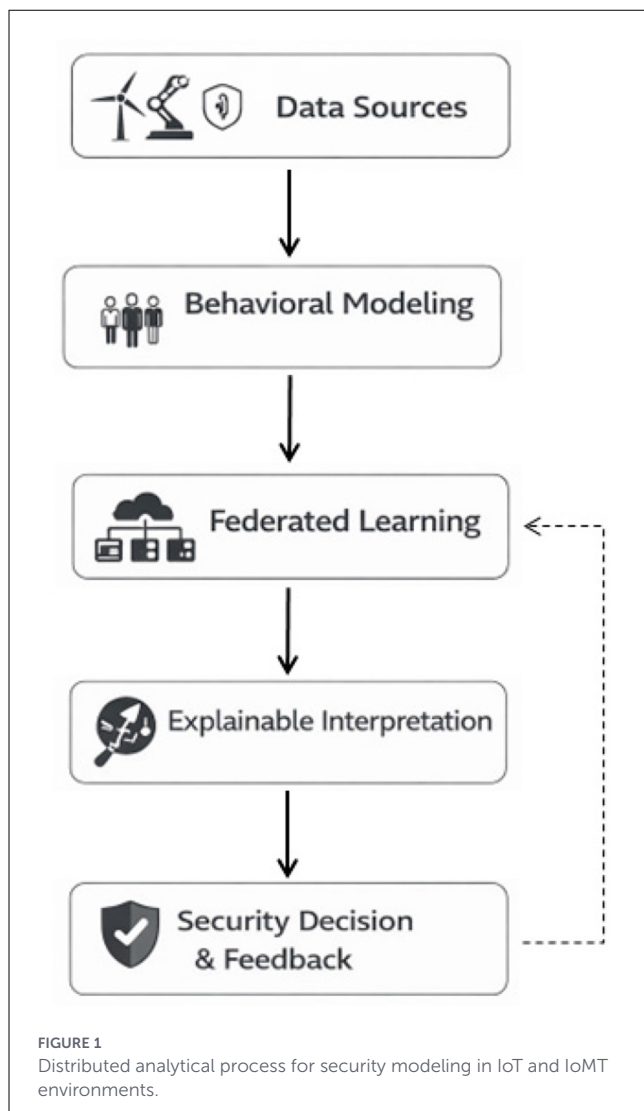 Data Sources
Behavioral Modeling
Federated Learning
Explainable Interpretation
Security Decision
& Feedback
FIGURE 1
Distributed analytical process for security modeling in IoT and IoMT
environments.